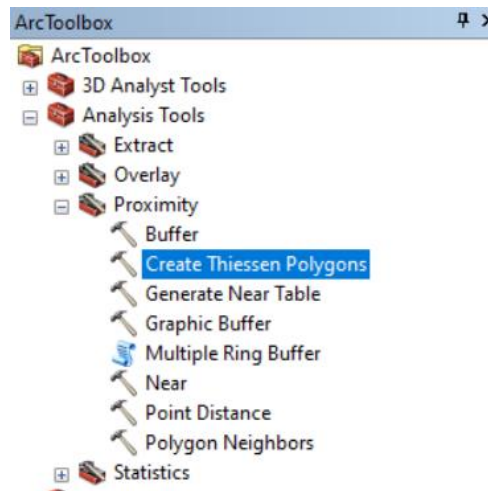 ArcToolbox
ArcToolbox
3D Analyst Tools
Analysis Tools
Extract
Overlay
Proximity
Buffer
Create Thiessen Polygons
Generate Near Table
Graphic Buffer
Multiple Ring Buffer
Near
Point Distance
Polygon Neighbors
Statistics